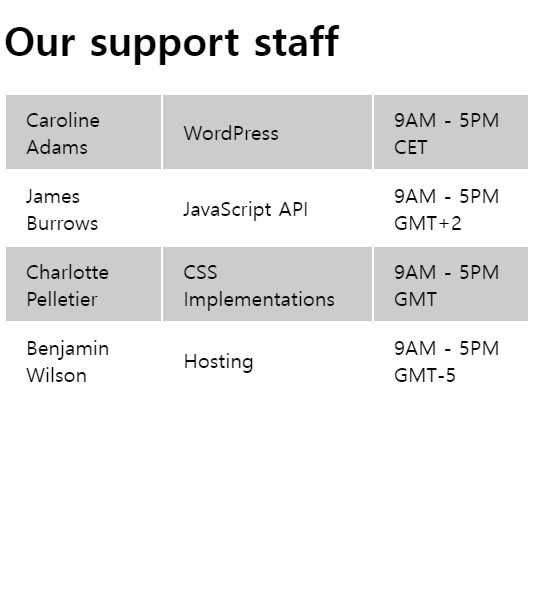 Our support staff
Caroline
Adams
WordPress
9AM - 5PM
CET
James
Burrows
JavaScript API
9AM - 5PM
GMT+2
Charlotte
Pelletier
CSS
Implementations
9AM - 5PM
GMT
Benjamin
Wilson
Hosting
9AM - 5PM
GMT-5